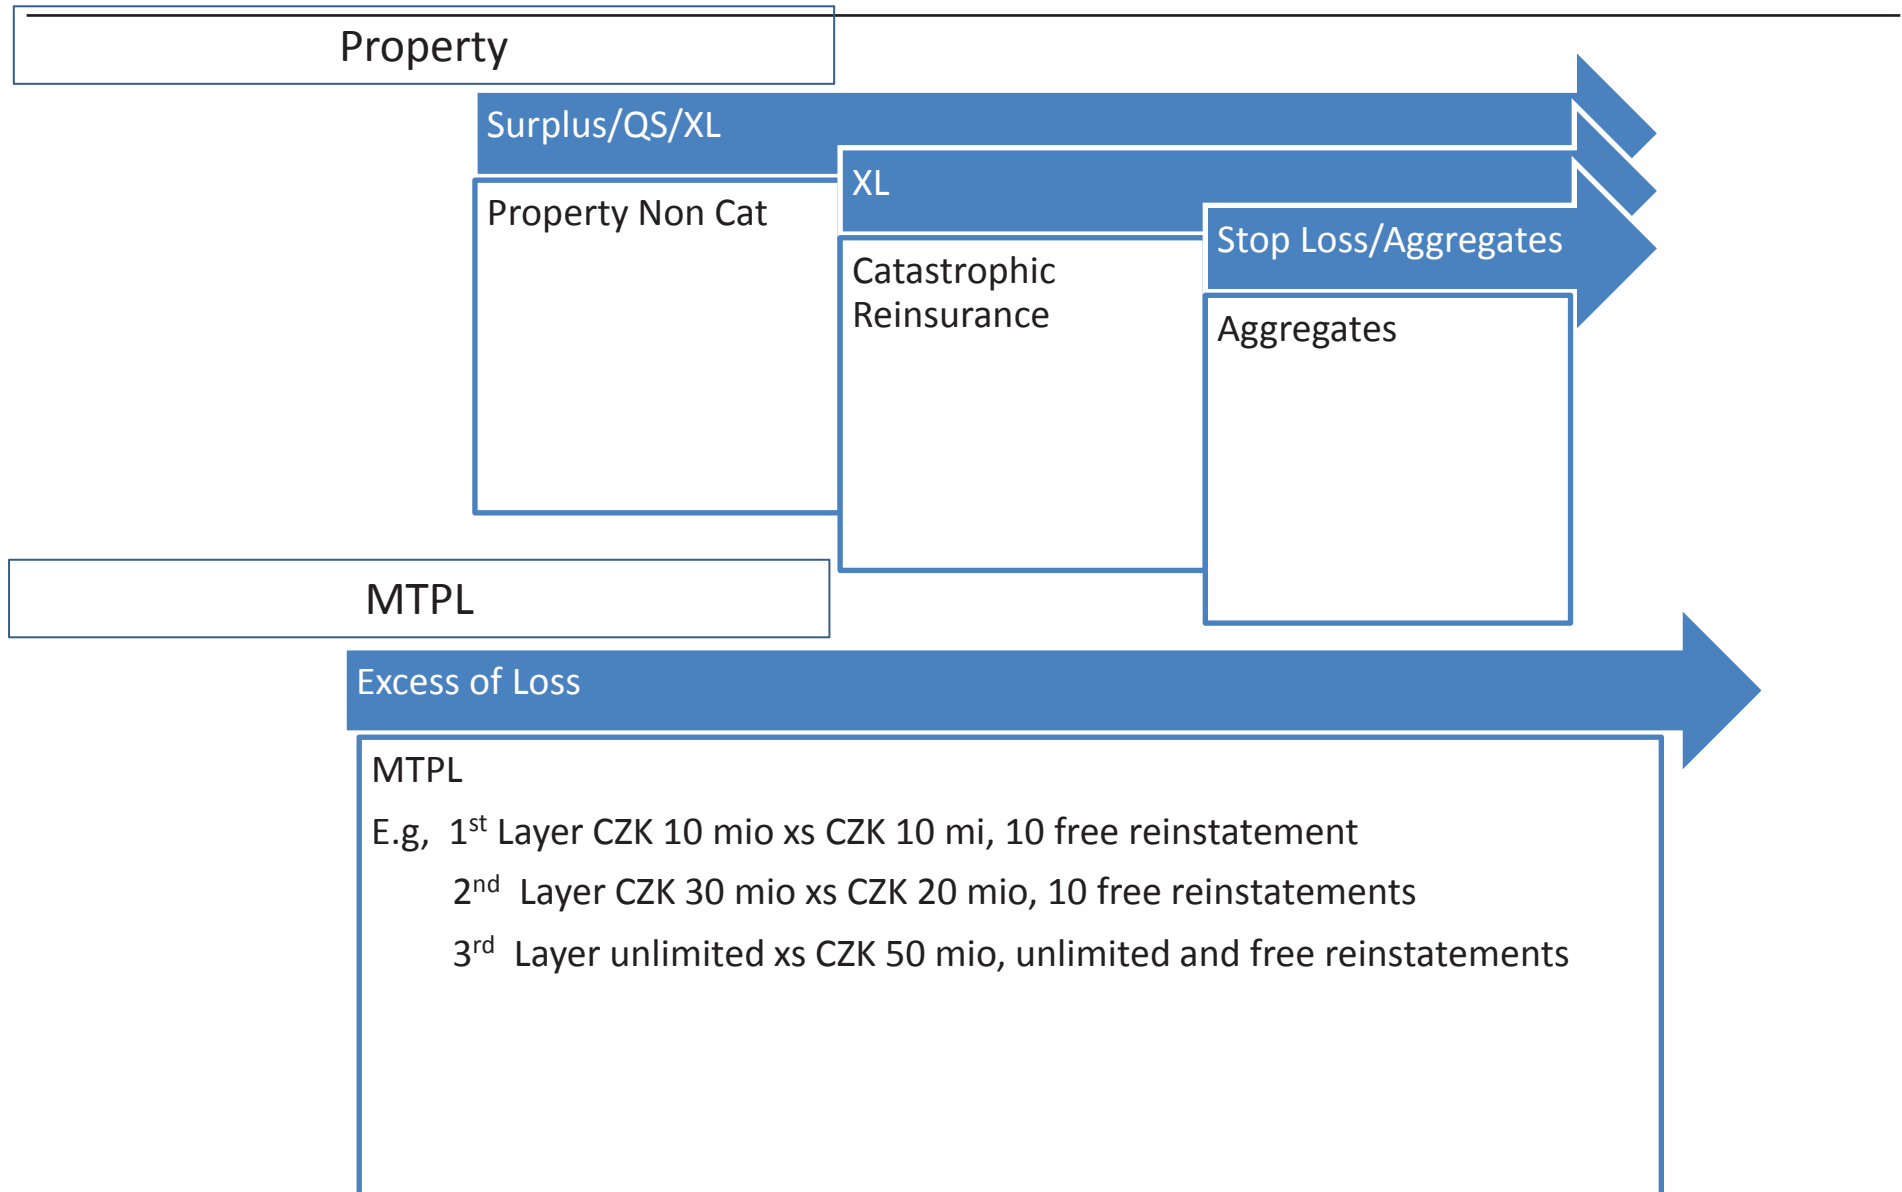 Property
Surplus/QS/XL
Property Non Cat
XL
Catastrophic
Reinsurance
Stop Loss/Aggregates
Aggregates
MTPL
Excess of Loss
MTPL
E.g, 1st Layer CZK 10 mio xs CZK 10 mi, 10 free reinstatement
2nd Layer CZK 30 mio xs CZK 20 mio, 10 free reinstatements
3rd Layer unlimited xs CZK 50 mio, unlimited and free reinstatements